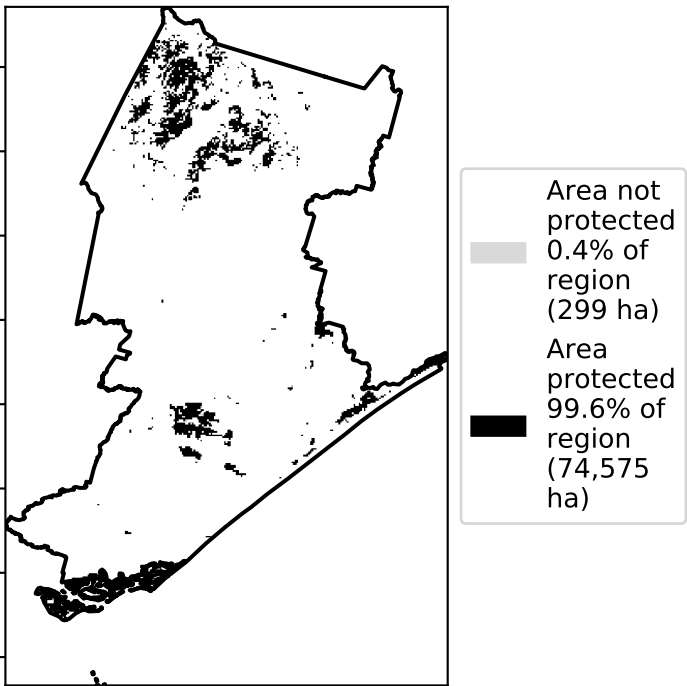 Area not
protected
0.4% of
region
(299 ha)
Area
protected
99.6% of
region
(74,575
ha)